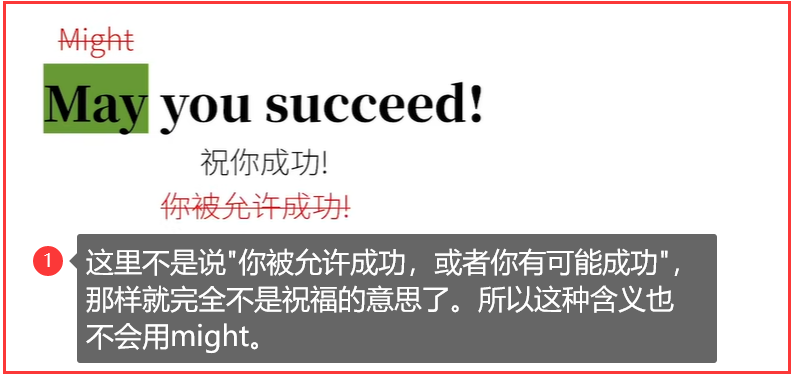 Might
May you succeed!
祝你成功!
你被允许成功!
1
这里不是说"你被允许成功，或者你有可能成功"，
那样就完全不是祝福的意思了。所以这种含义也
不会用might。